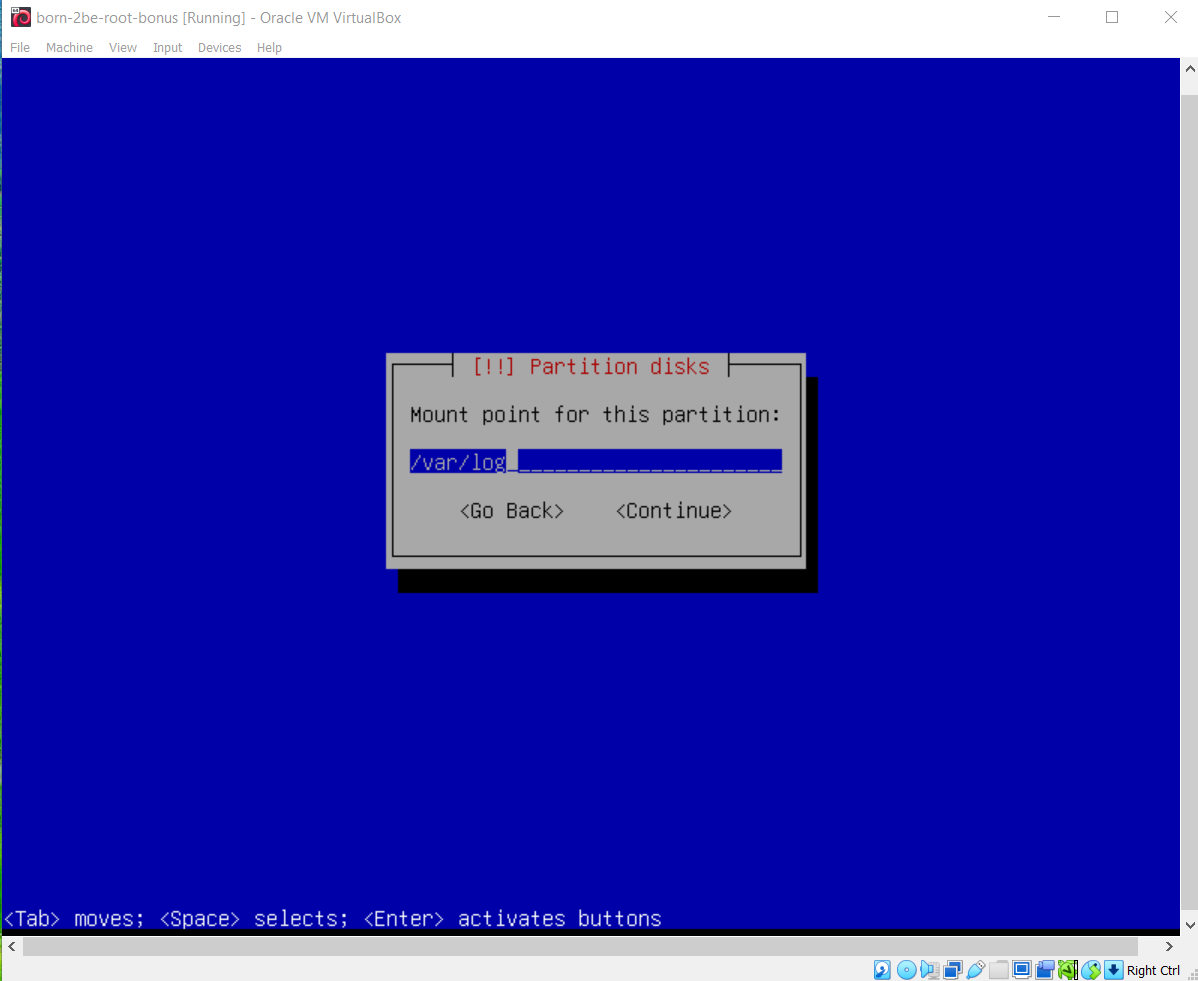 born-2be-root-bonus [Running] - Oracle VM VirtualBox
File Machine View Input Devices Help
[!!] Partition disks
Mount point for this partition:
/var/log
<Go Back> <Continue>
<Tab> moves; <Space> selects; <Enter> activates buttons
Right Ctrl